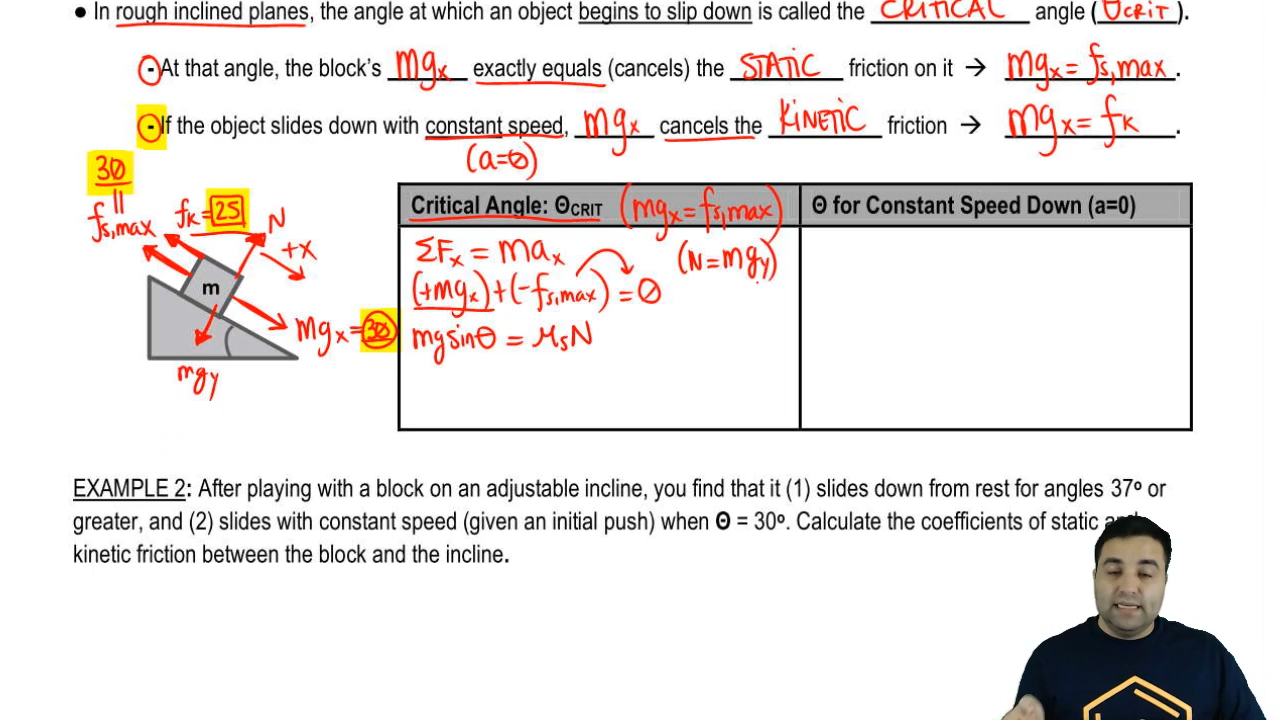 ● In rough inclined planes, the angle at which an object begins to slip down is called the CRITICAL angle (θCRIT).
- At that angle, the block's mgx exactly equals (cancels) the STATIC friction on it → mgx = fs,max.
- If the object slides down with constant speed, mgx cancels the KINETIC friction → mgx = fk.
(a=0)
30
=
fs,max
fk = 25
N
+x
m
mgx = 30
mgy
Critical Angle: ΘCRIT (mgx = fs,max)
ΣFx = max (N = mgy)
(+mgx) + (-fs,max) = 0
mg sinθ = μsN
Θ for Constant Speed Down (a=0)
EXAMPLE 2: After playing with a block on an adjustable incline, you find that it (1) slides down from rest for angles 37º or
greater, and (2) slides with constant speed (given an initial push) when Θ = 30º. Calculate the coefficients of static
kinetic friction between the block and the incline.